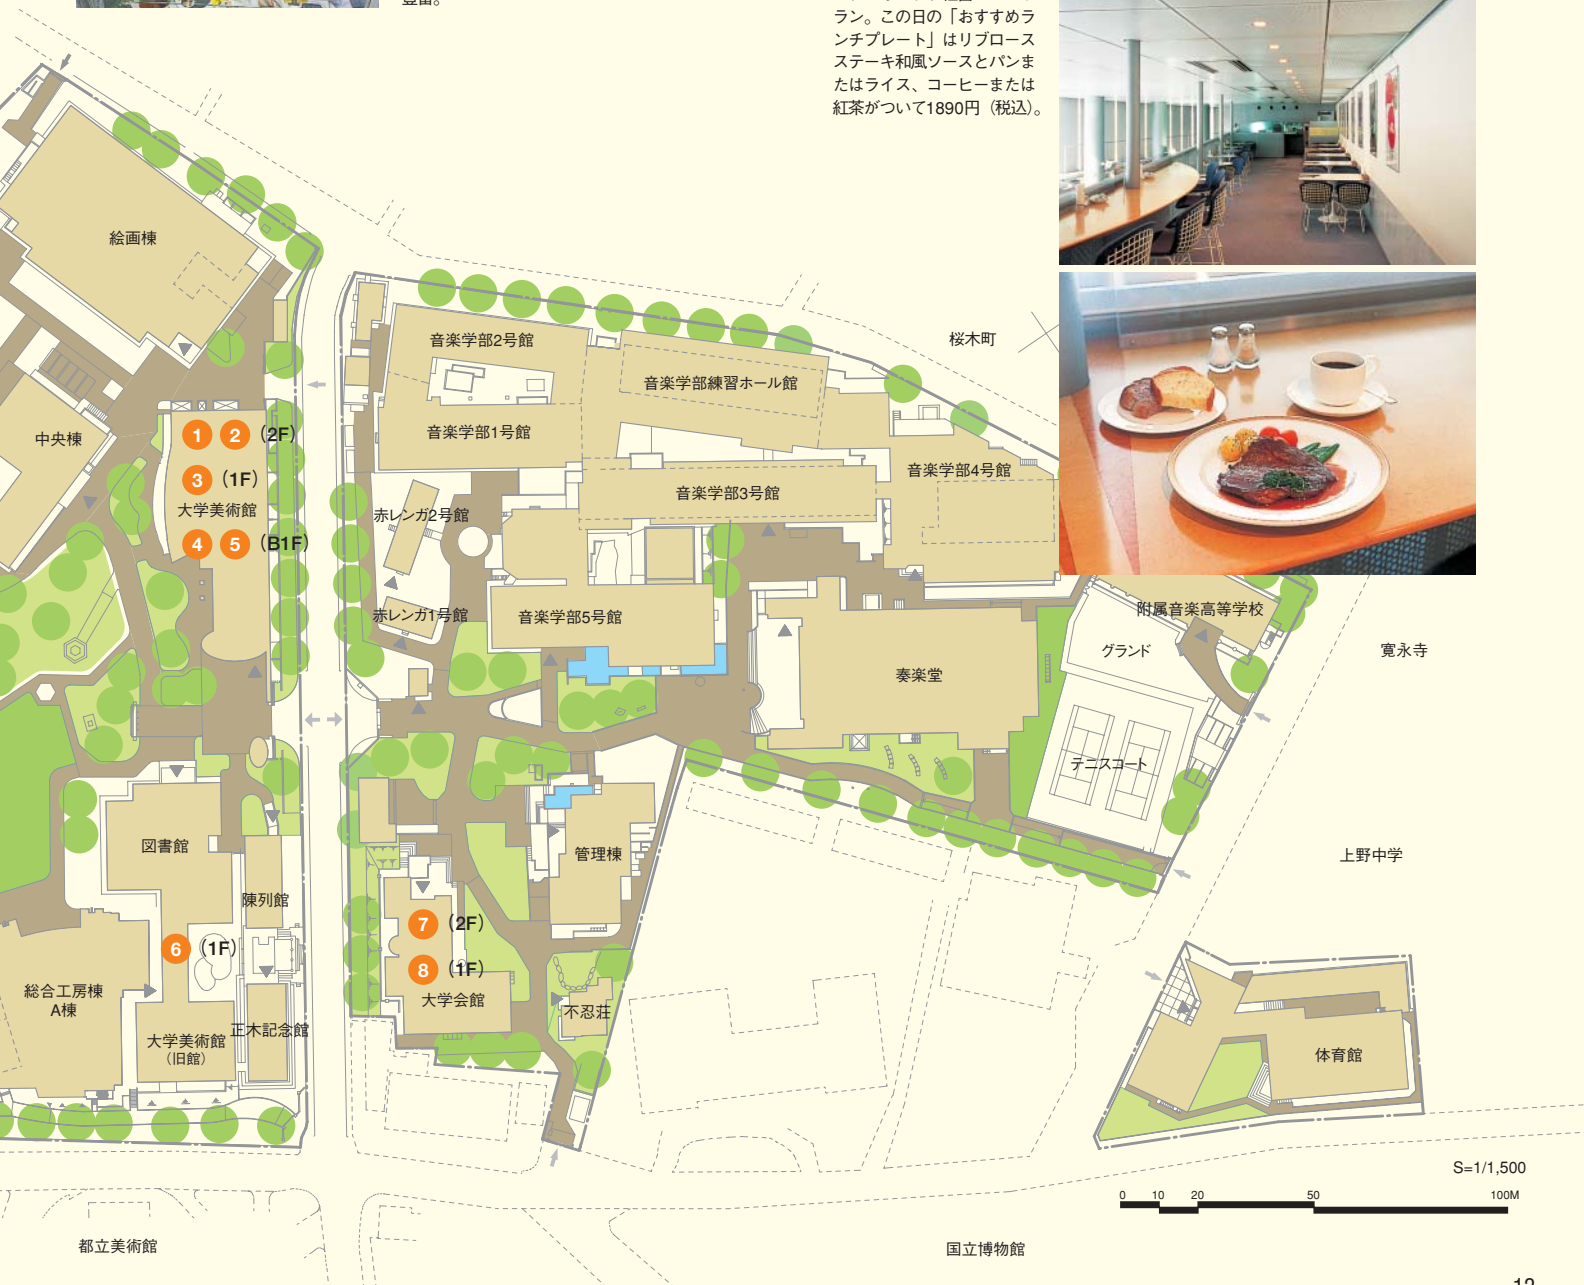 豊富。
ラン。この日の「おすすめラ
ンチプレート」はリブロース
ステーキ和風ソースとパンま
たはライス、コーヒーまたは
紅茶がついて1890円（税込）。
絵画棟
中央棟
1 2 （2F）
3 （1F）
大学美術館
4 5 （B1F）
音楽学部2号館
音楽学部練習ホール館
音楽学部1号館
桜木町
音楽学部4号館
音楽学部3号館
赤レンガ2号館
赤レンガ1号館
音楽学部5号館
奏楽堂
附属音楽高等学校
グランド
寛永寺
テニスコート
上野中学
図書館
陳列館
6 （1F）
総合工房棟
A棟
大学美術館
（旧館）
正木記念館
管理棟
7 （2F）
8 （1F）
大学会館
不忍荘
体育館
S=1/1,500
0 10 20 50 100M
都立美術館
国立博物館